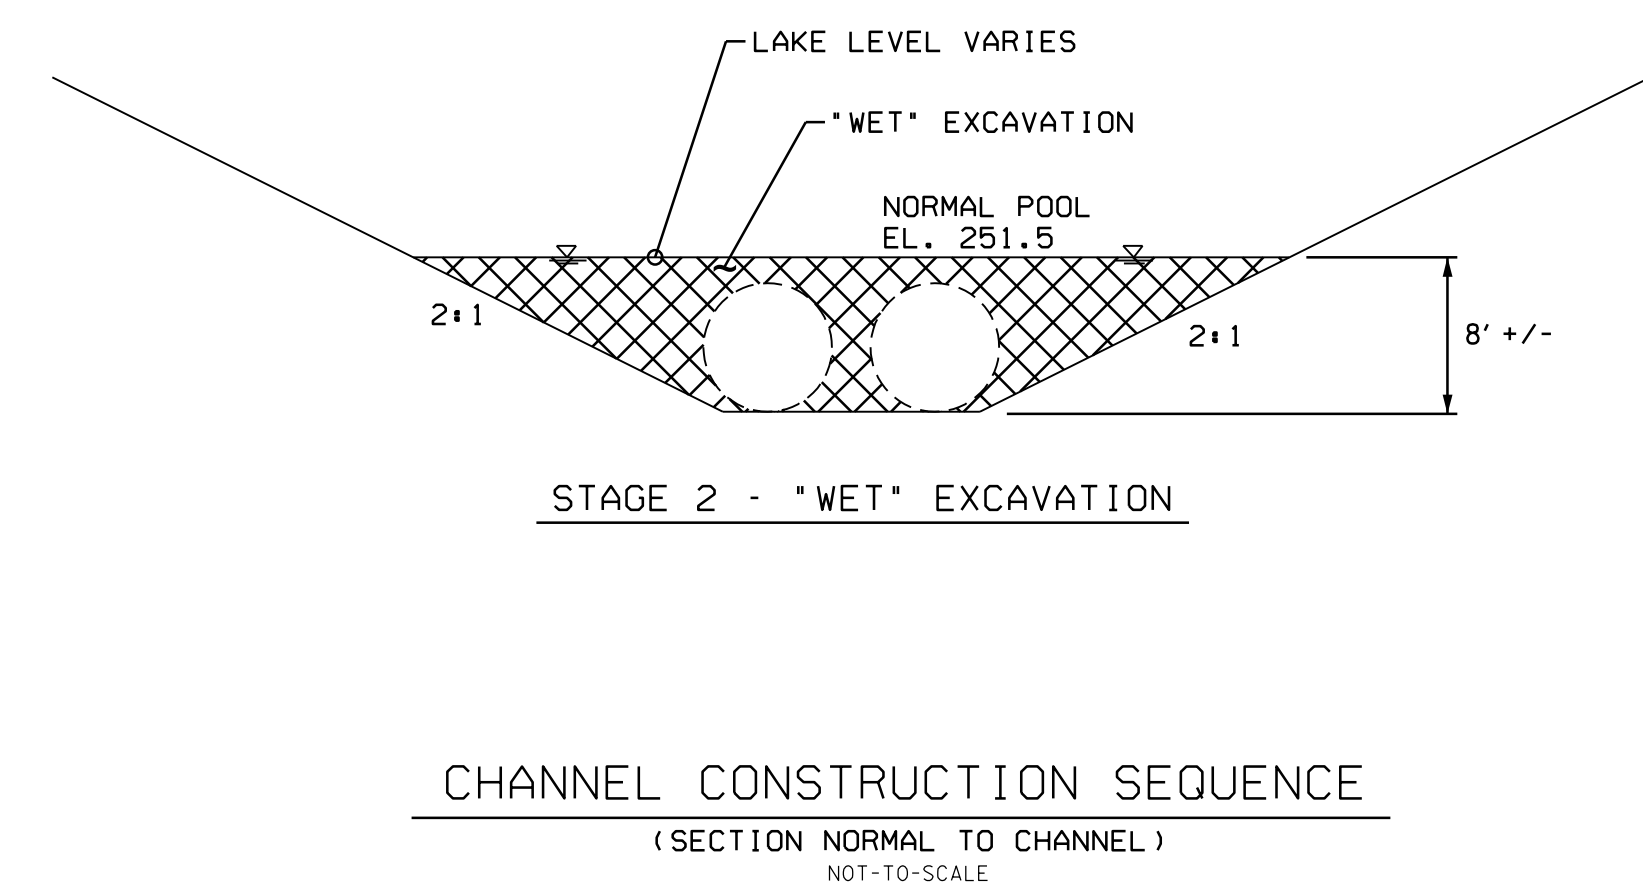 LAKE LEVEL VARIES
"WET" EXCAVATION
NORMAL POOL
EL. 251.5
2:1
2:1
8' +/-
STAGE 2 - "WET" EXCAVATION
CHANNEL CONSTRUCTION SEQUENCE
(SECTION NORMAL TO CHANNEL)
NOT-TO-SCALE